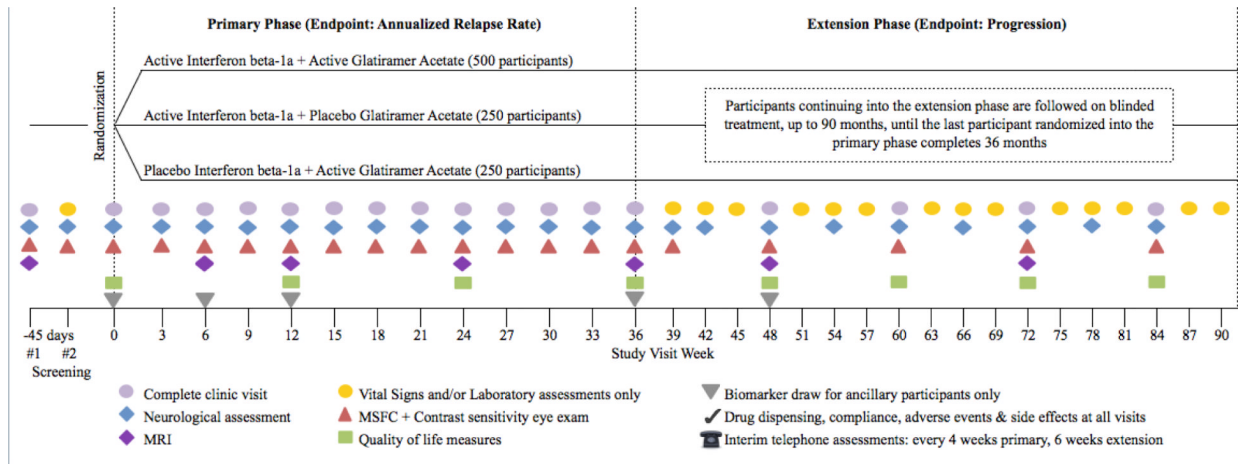 Primary Phase (Endpoint: Annualized Relapse Rate)
Extension Phase (Endpoint: Progression)
Randomization
Active Interferon beta-1a + Active Glatiramer Acetate (500 participants)
Active Interferon beta-1a + Placebo Glatiramer Acetate (250 participants)
Placebo Interferon beta-1a + Active Glatiramer Acetate (250 participants)
Participants continuing into the extension phase are followed on blinded
treatment, up to 90 months, until the last participant randomized into the
primary phase completes 36 months
-45 days 0 3 6 9 12 15 18 21 24 27 30 33 36 39 42 45 48 51 54 57 60 63 66 69 72 75 78 81 84 87 90
#1 #2
Screening
Study Visit Week
Complete clinic visit
Neurological assessment
MRI
Vital Signs and/or Laboratory assessments only
MSFC + Contrast sensitivity eye exam
Quality of life measures
Biomarker draw for ancillary participants only
Drug dispensing, compliance, adverse events & side effects at all visits
Interim telephone assessments: every 4 weeks primary, 6 weeks extension